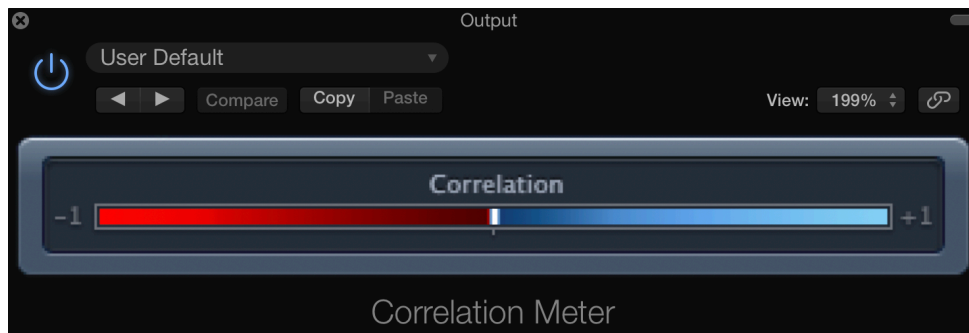 Output
User Default
Compare Copy Paste View: 199%
Correlation
-1 +1
Correlation Meter